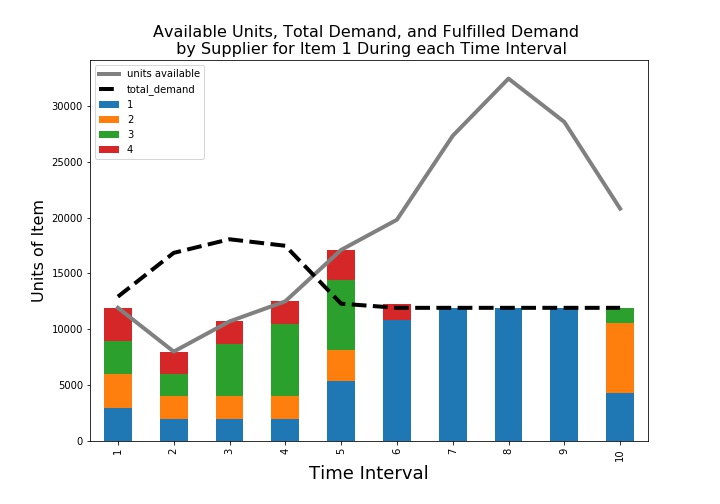 Available Units, Total Demand, and Fulfilled Demand
by Supplier for Item 1 During each Time Interval
units available
total_demand
1
2
3
4
30000
25000
20000
15000
10000
5000
0
Units of Item
1 2 3 4 5 6 7 8 9 10
Time Interval